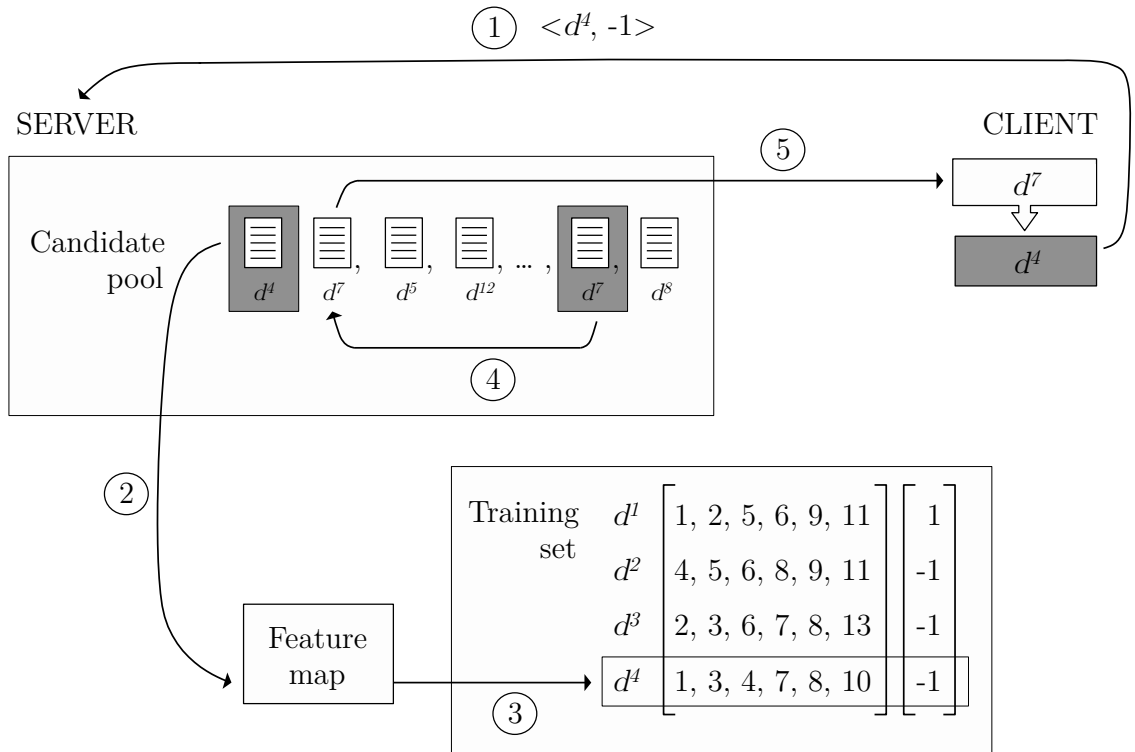 1 <d⁴, -1>
SERVER
CLIENT
5
d⁷
d⁴
Candidate
pool
, , , ... , ,
d⁴ d⁷ d⁵ d¹² d⁷ d⁸
4
2
Training
set
d¹ 1, 2, 5, 6, 9, 11 1
d² 4, 5, 6, 8, 9, 11 -1
d³ 2, 3, 6, 7, 8, 13 -1
d⁴ 1, 3, 4, 7, 8, 10 -1
Feature
map
3